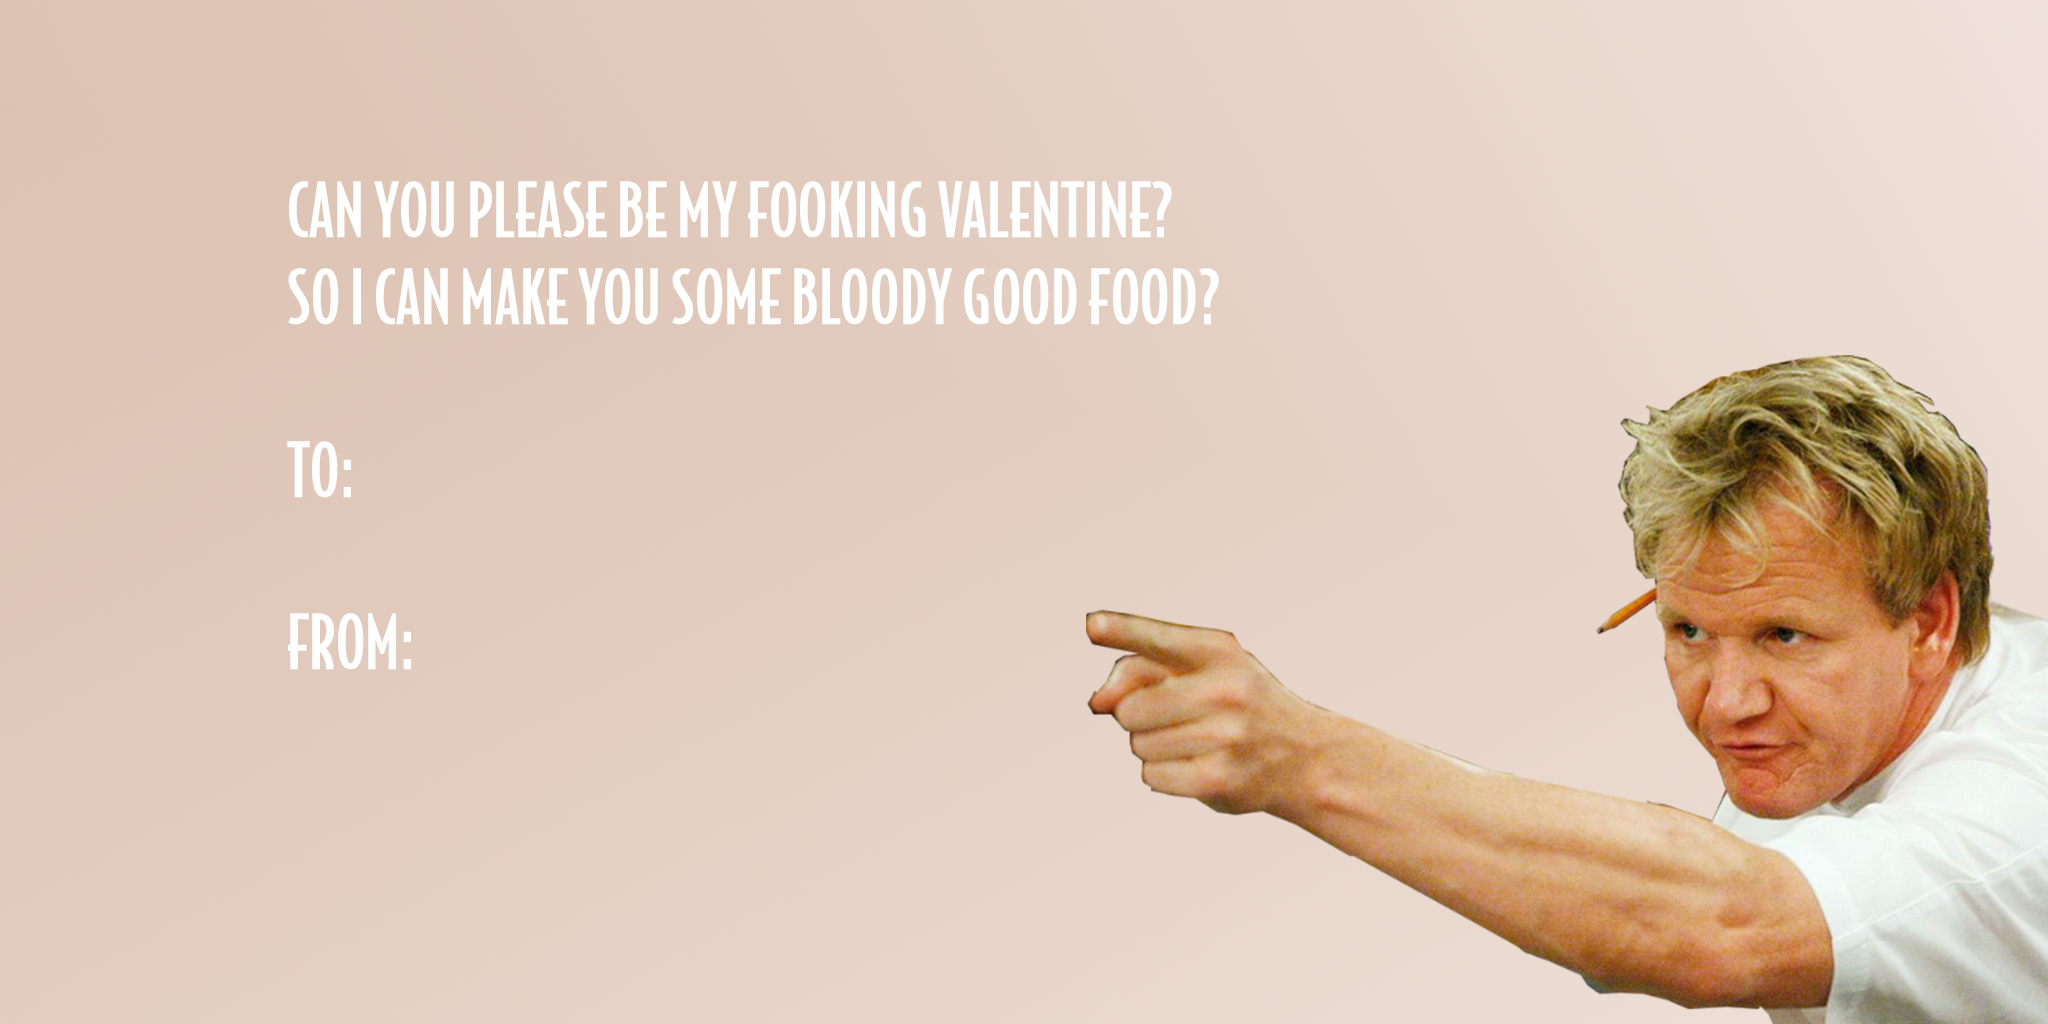 CAN YOU PLEASE BE MY FOOKING VALENTINE?
SO I CAN MAKE YOU SOME BLOODY GOOD FOOD?
TO:
FROM: